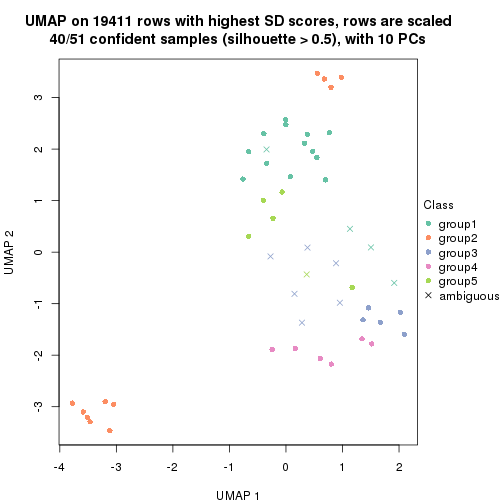 UMAP on 19411 rows with highest SD scores, rows are scaled
40/51 confident samples (silhouette > 0.5), with 10 PCs
3
2
1
0
-1
-2
-3
UMAP 2
-4
-3
-2
-1
0
1
2
UMAP 1
Class
group1
group2
group3
group4
group5
ambiguous